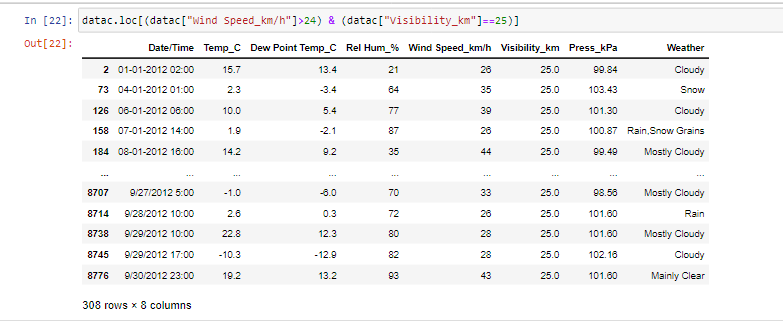 In [22]: datac.loc[(datac["Wind Speed_km/h"]>24) & (datac["Visibility_km"]==25)]
Out[22]:
Date/Time Temp_C Dew Point Temp_C Rel Hum_% Wind Speed_km/h Visibility_km Press_kPa Weather
2 01-01-2012 02:00 15.7 13.4 21 26 25.0 99.84 Cloudy
73 04-01-2012 01:00 2.3 -3.4 64 35 25.0 103.43 Snow
126 06-01-2012 06:00 10.0 5.4 77 39 25.0 101.30 Cloudy
158 07-01-2012 14:00 1.9 -2.1 87 26 25.0 100.87 Rain,Snow Grains
184 08-01-2012 16:00 14.2 9.2 35 44 25.0 99.49 Mostly Cloudy
... ... ... ... ... ... ... ... ...
8707 9/27/2012 5:00 -1.0 -6.0 70 33 25.0 98.56 Mostly Cloudy
8714 9/28/2012 10:00 2.6 0.3 72 26 25.0 101.60 Rain
8738 9/29/2012 10:00 22.8 12.3 80 28 25.0 101.60 Mostly Cloudy
8745 9/29/2012 17:00 -10.3 -12.9 82 28 25.0 102.16 Cloudy
8776 9/30/2012 23:00 19.2 13.2 93 43 25.0 101.60 Mainly Clear
308 rows × 8 columns